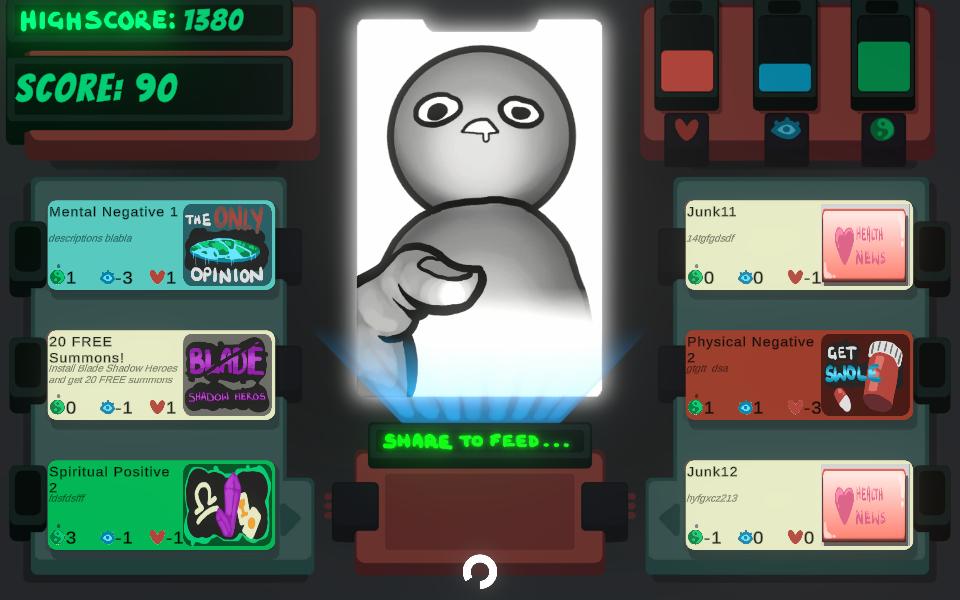 HIGHSCORE: 1380
SCORE: 90
Mental Negative 1
descriptions blabla
1 -3 1
THE ONLY
OPINION
20 FREE
Summons!
Install Blade Shadow Heroes
and get 20 FREE summons
0 -1 1
BLADE
SHADOW HEROS
Spiritual Positive
2
fdsfdsfff
3 -1 -1
SHARE TO FEED...
Junk11
14tgfgdsdf
0 0 -1
HEALTH
NEWS
Physical Negative
2
gtgtt dsa
1 1 -3
GET
SWOLE
Junk12
hyfgxcz213
-1 0 0
HEALTH
NEWS